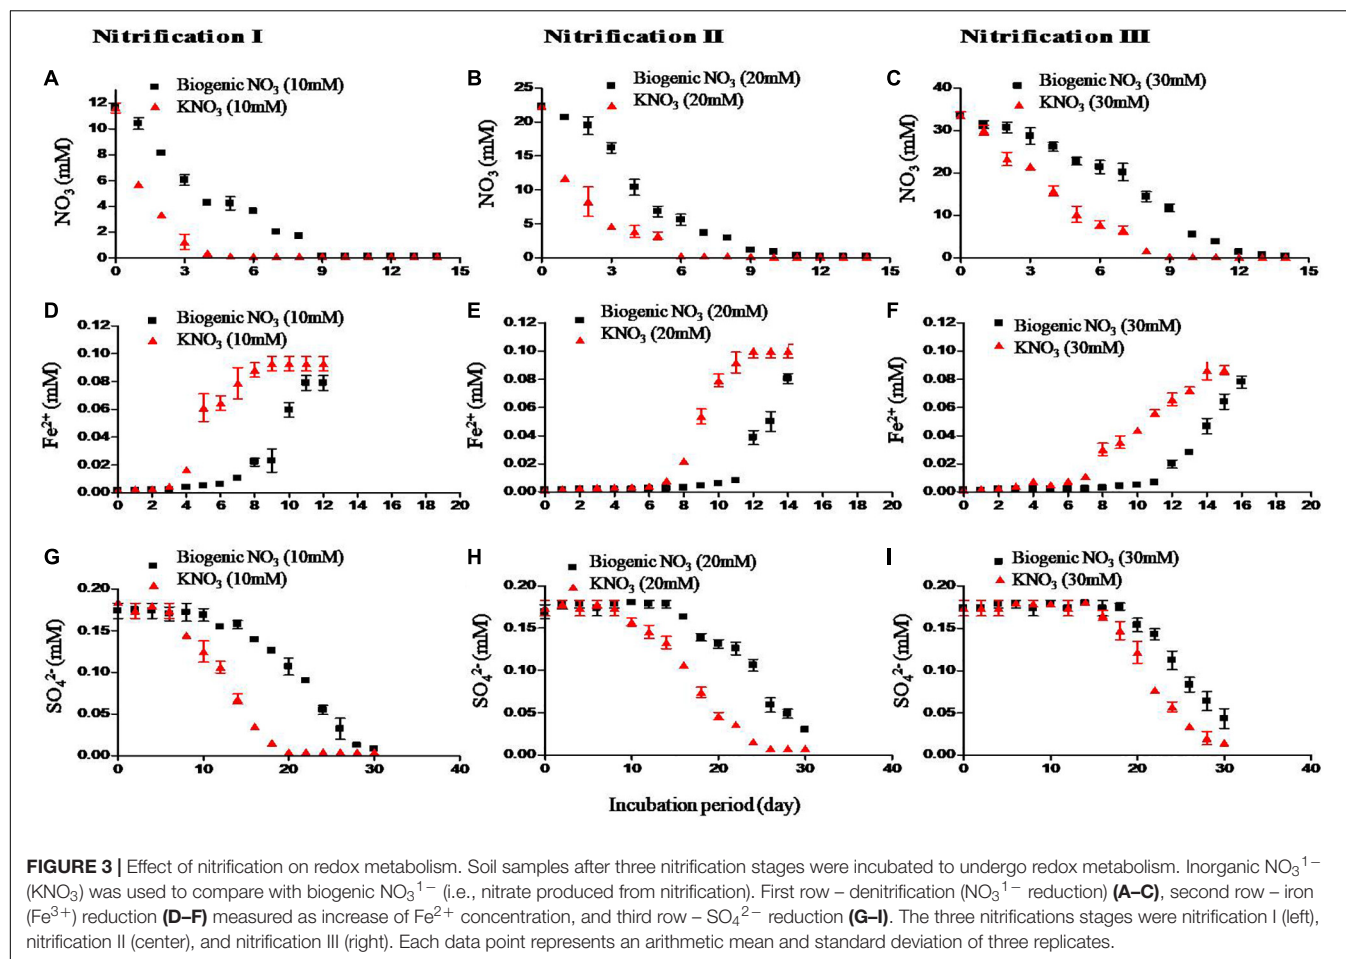 Nitrification I Nitrification II Nitrification III
A
Biogenic NO3 (10mM)
KNO3 (10mM)
NO3 (mM)
12
10
8
6
4
2
0
0 3 6 9 12 15
B
Biogenic NO3 (20mM)
KNO3 (20mM)
NO3 (mM)
25
20
15
10
5
0
0 3 6 9 12 15
C
Biogenic NO3 (30mM)
KNO3 (30mM)
NO3 (mM)
40
30
20
10
0
0 3 6 9 12 15
D
Biogenic NO3 (10mM)
KNO3 (10mM)
Fe2+ (mM)
0.12
0.10
0.08
0.06
0.04
0.02
0.00
0 2 4 6 8 10 12 14 16 18 20
E
Biogenic NO3 (20mM)
KNO3 (20mM)
Fe2+ (mM)
0.12
0.10
0.08
0.06
0.04
0.02
0.00
0 2 4 6 8 10 12 14 16 18 20
F
Biogenic NO3 (30mM)
KNO3 (30mM)
Fe2+ (mM)
0.12
0.10
0.08
0.06
0.04
0.02
0.00
0 2 4 6 8 10 12 14 16 18 20
G
Biogenic NO3 (10mM)
KNO3 (10mM)
SO4 2- (mM)
0.20
0.15
0.10
0.05
0.00
0 10 20 30 40
H
Biogenic NO3 (20mM)
KNO3 (20mM)
SO4 2- (mM)
0.20
0.15
0.10
0.05
0.00
0 10 20 30 40
I
Biogenic NO3 (30mM)
KNO3 (30mM)
SO4 2- (mM)
0.20
0.15
0.10
0.05
0.00
0 10 20 30 40
Incubation period (day)
FIGURE 3 | Effect of nitrification on redox metabolism. Soil samples after three nitrification stages were incubated to undergo redox metabolism. Inorganic NO3 1−
(KNO3) was used to compare with biogenic NO3 1− (i.e., nitrate produced from nitrification). First row – denitrification (NO3 1− reduction) (A–C), second row – iron
(Fe3+) reduction (D–F) measured as increase of Fe2+ concentration, and third row – SO4 2− reduction (G–I). The three nitrifications stages were nitrification I (left),
nitrification II (center), and nitrification III (right). Each data point represents an arithmetic mean and standard deviation of three replicates.